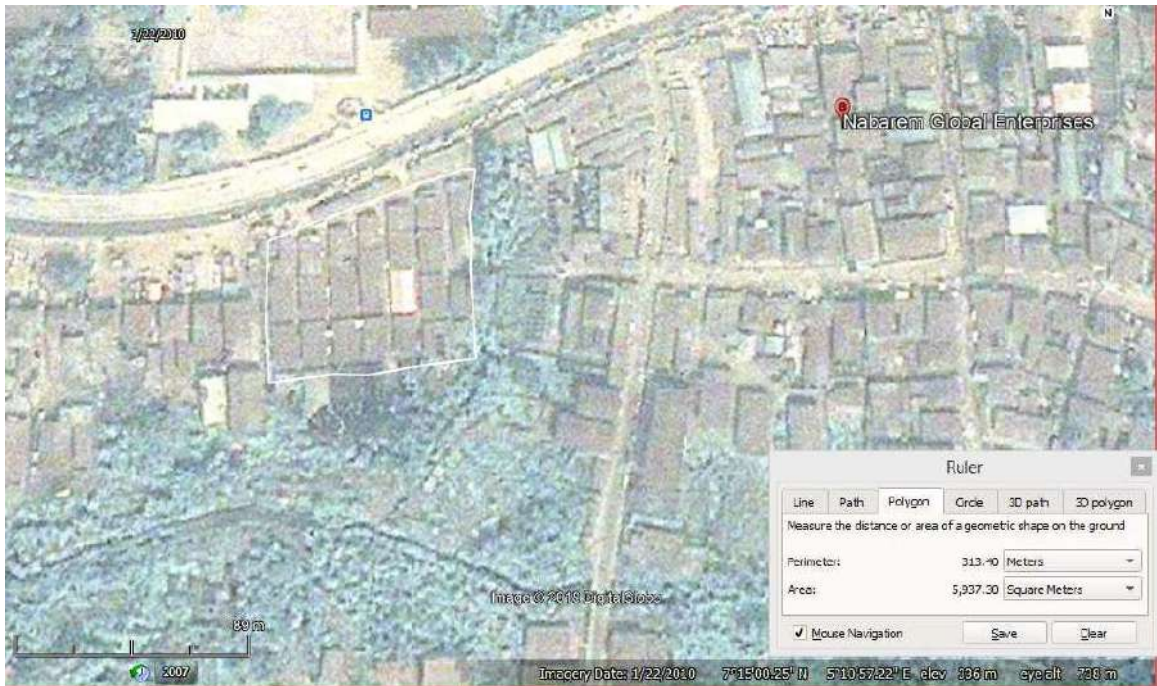 N
1/22/2010
Nabarem Global Enterprises
Ruler
Line Path Polygon Circle 3D path 3D polygon
Measure the distance or area of a geometric shape on the ground
Perimeter: 313.40 Meters
Area: 5,937.30 Square Meters
Mouse Navigation Save Clear
Image © 2019 DigitalGlobe
89 m
2007
Imagery Date: 1/22/2010 7°15'00.25" N 5°10'57.22" E elev 336 m eye alt 738 m